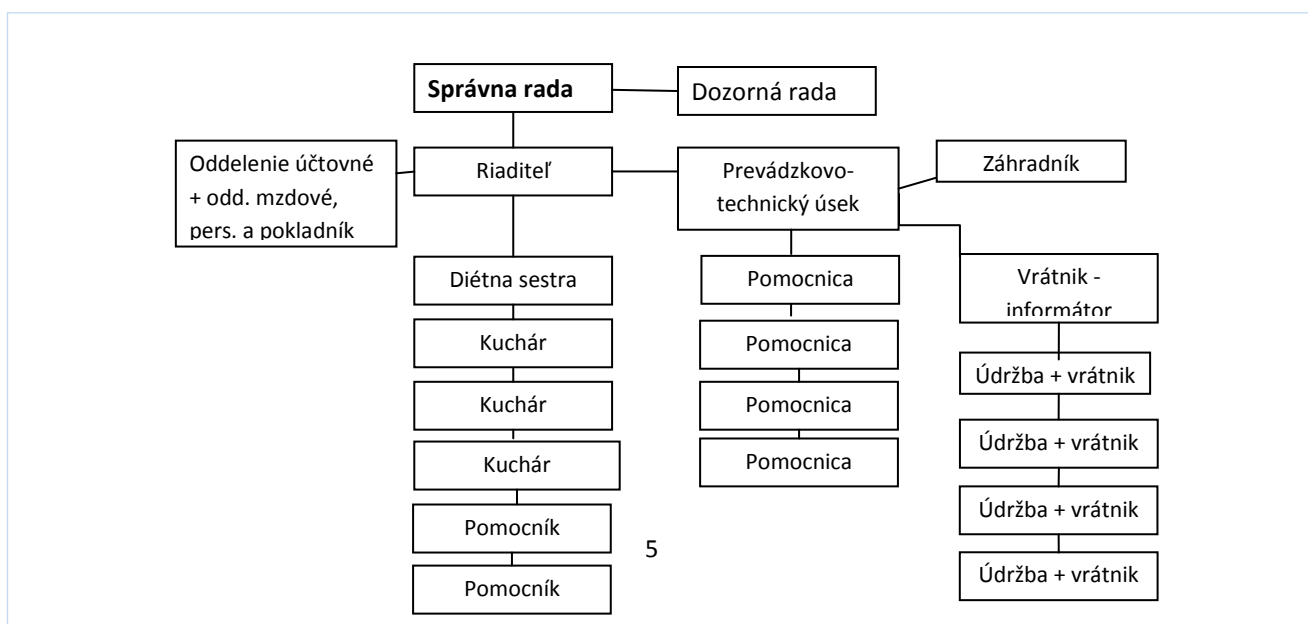 Správna rada
Dozorná rada
Oddelenie účtovné
+ odd. mzdové,
pers. a pokladník
Riaditeľ
Prevádzkovo-
technický úsek
Záhradník
Diétna sestra
Pomocnica
Vrátnik -
informátor
Kuchár
Pomocnica
Údržba + vrátnik
Kuchár
Pomocnica
Údržba + vrátnik
Kuchár
Pomocnica
Údržba + vrátnik
Pomocník
5
Údržba + vrátnik
Pomocník